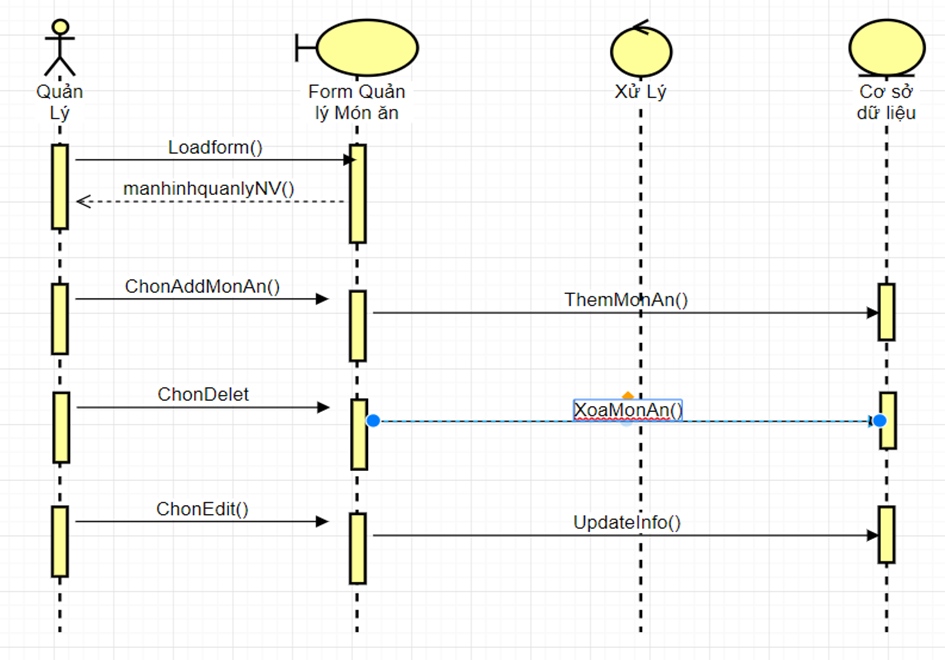 Quản
Lý
Form Quản
lý Món ăn
Xử Lý
Cơ sở
dữ liệu
Loadform()
manhinhquanlyNV()
ChonAddMonAn()
ThemMonAn()
ChonDelet
XoaMonAn()
ChonEdit()
UpdateInfo()